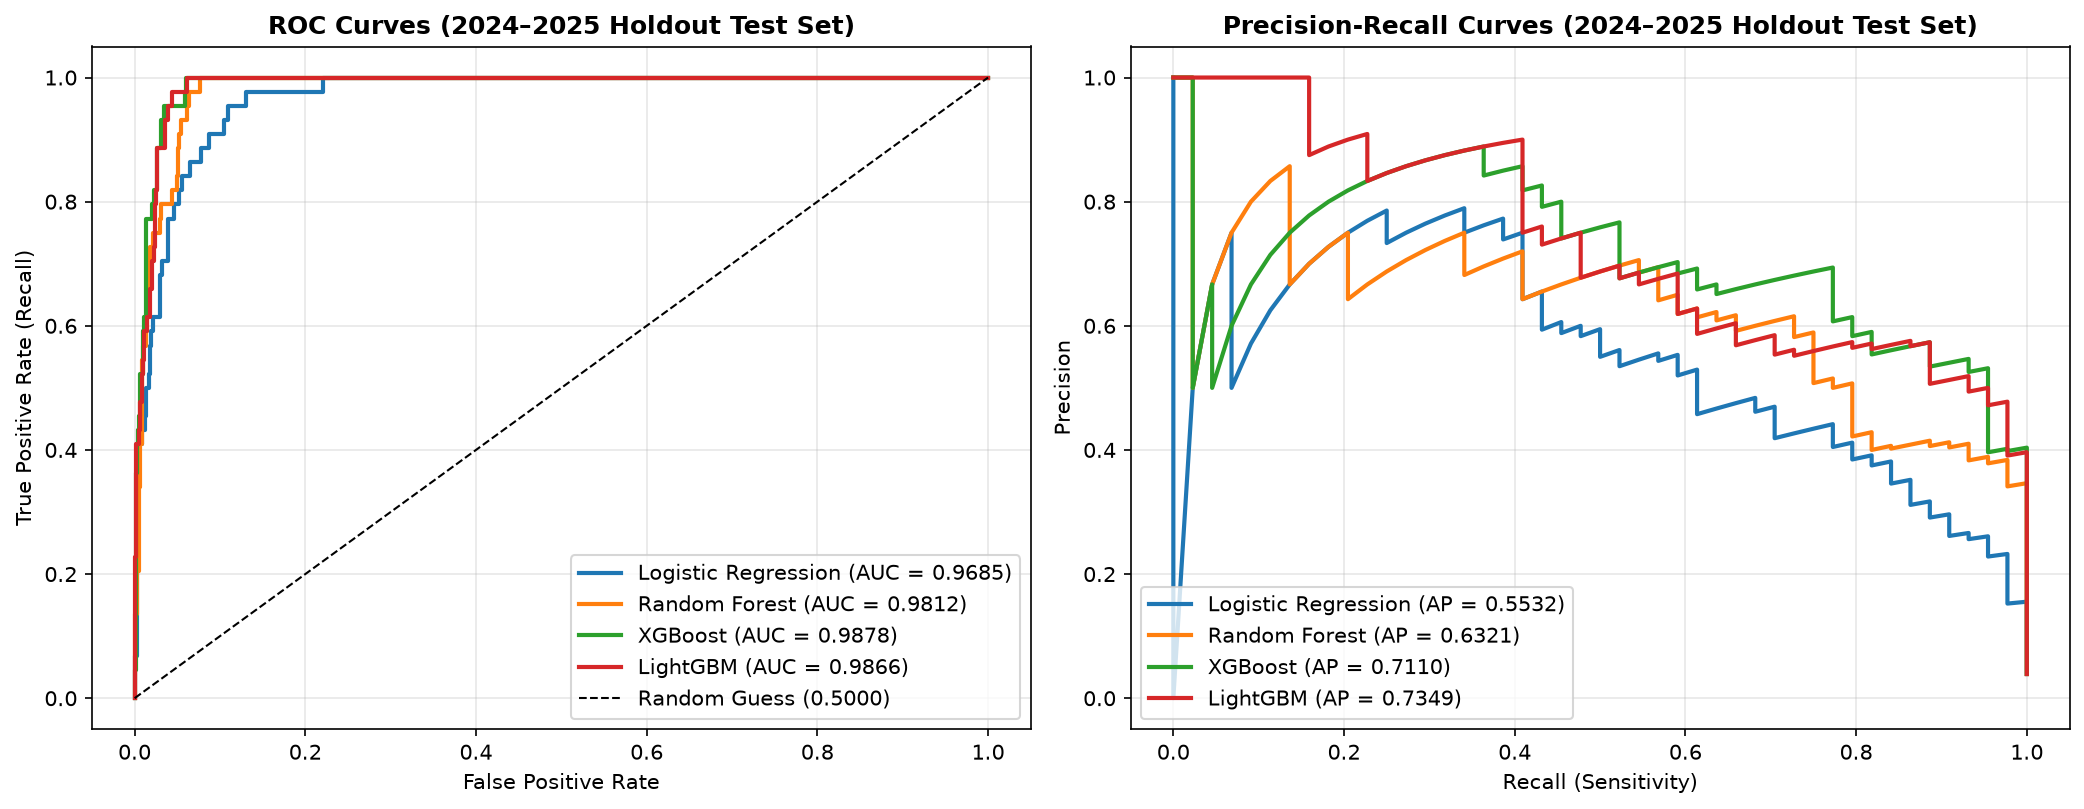 ROC Curves (2024–2025 Holdout Test Set)
True Positive Rate (Recall)
1.0
0.8
0.6
0.4
0.2
0.0
Logistic Regression (AUC = 0.9685)
Random Forest (AUC = 0.9812)
XGBoost (AUC = 0.9878)
LightGBM (AUC = 0.9866)
Random Guess (0.5000)
0.0 0.2 0.4 0.6 0.8 1.0
False Positive Rate
Precision-Recall Curves (2024–2025 Holdout Test Set)
Precision
1.0
0.8
0.6
0.4
0.2
0.0
Logistic Regression (AP = 0.5532)
Random Forest (AP = 0.6321)
XGBoost (AP = 0.7110)
LightGBM (AP = 0.7349)
0.0 0.2 0.4 0.6 0.8 1.0
Recall (Sensitivity)